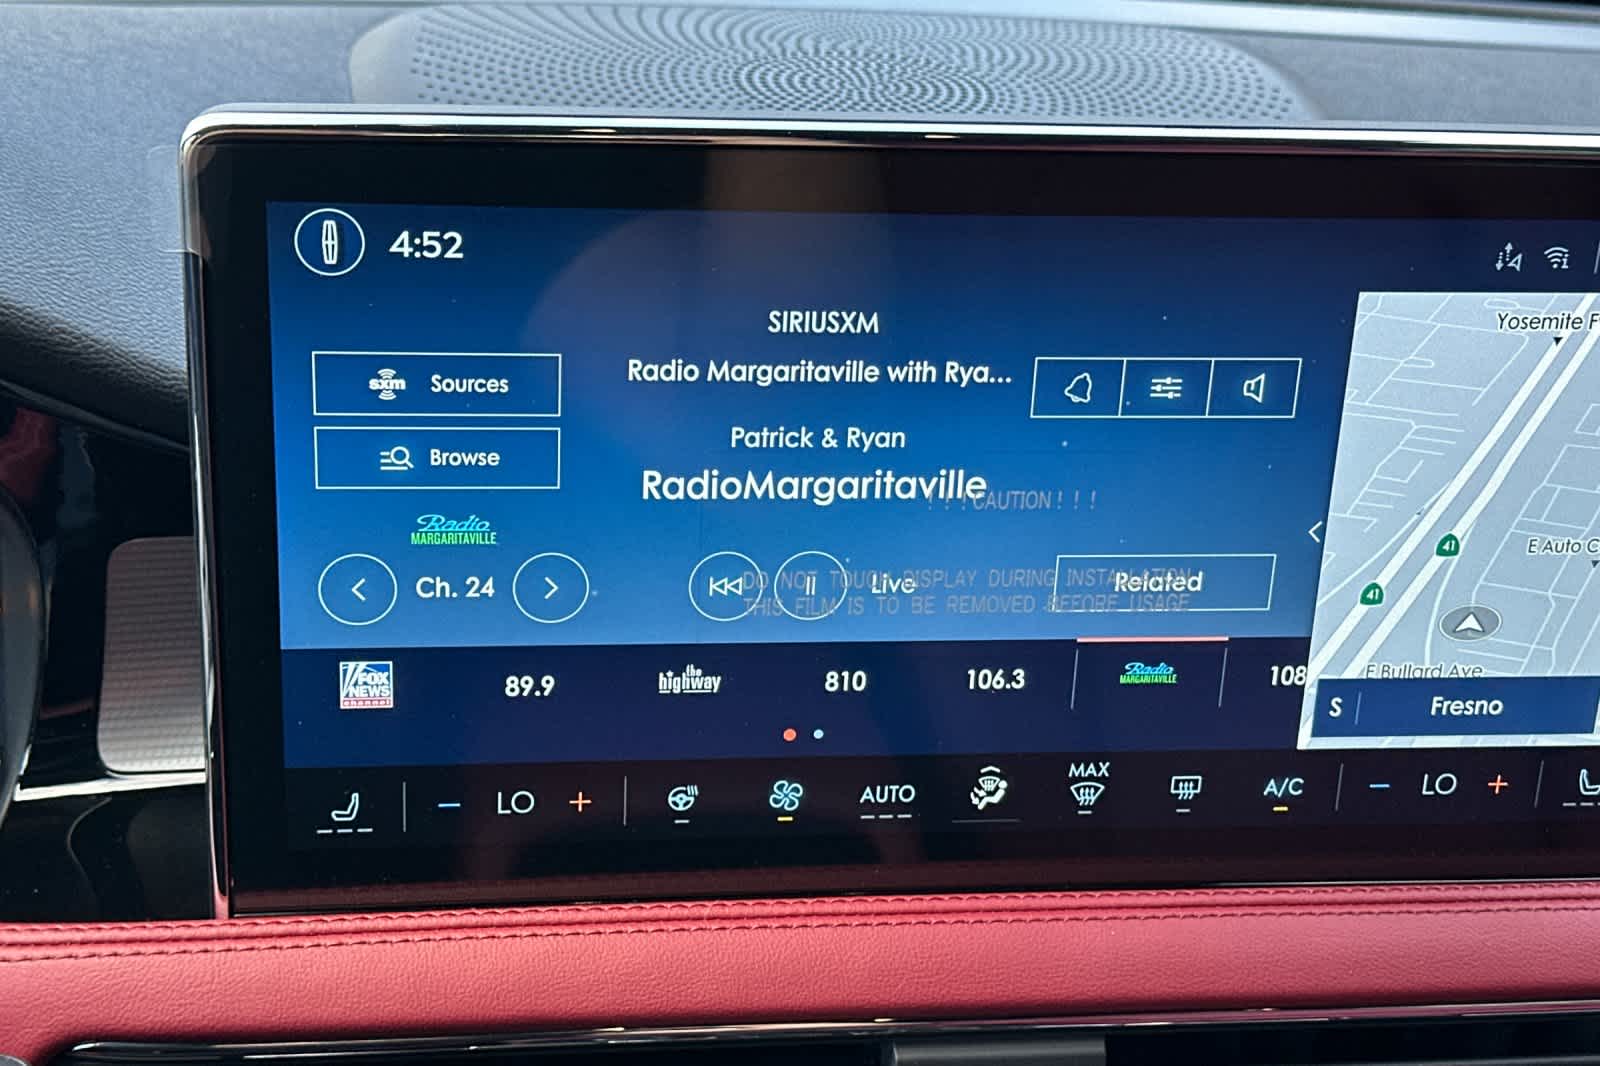 4:52
SIRIUSXM
Radio Margaritaville with Rya...
Patrick & Ryan
RadioMargaritaville
sxm Sources
Browse
Radio
MARGARITAVILLE
Ch. 24
Live
Related
! ! ! CAUTION ! ! !
DO NOT TOUCH DISPLAY DURING INSTALLATION
THIS FILM IS TO BE REMOVED BEFORE USAGE
FOX
NEWS
channel
89.9
the
highway
810
106.3
Radio
MARGARITAVILLE
108
Yosemite F
41
E Auto C
41
E Bullard Ave
S
Fresno
LO
AUTO
MAX
A/C
LO